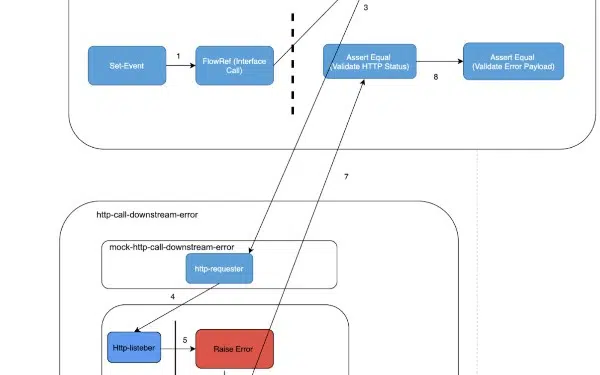 3
Set-Event
1
FlowRef (Interface
Call)
Assert Equal
(Validate HTTP Status)
8
Assert Equal
(Validate Error Payload)
7
http-call-downstream-error
mock-http-call-downstream-error
http-requester
4
Http-listeber
5
Raise Error